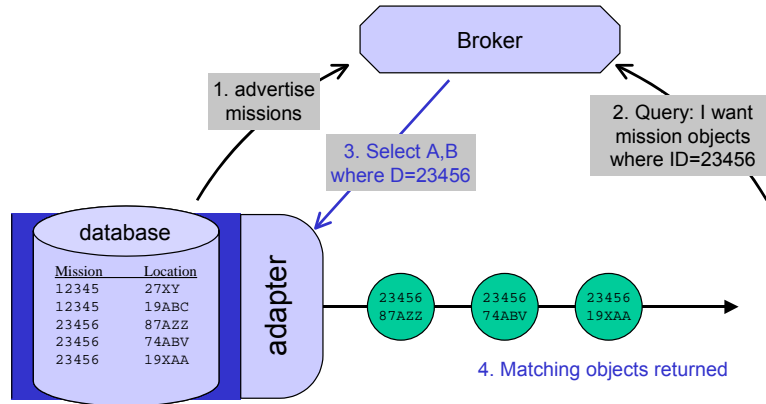 Broker
1. advertise
missions
2. Query: I want
mission objects
where ID=23456
3. Select A,B
where D=23456
database
Mission Location
12345 27XY
12345 19ABC
23456 87AZZ
23456 74ABV
23456 19XAA
adapter
23456
87AZZ
23456
74ABV
23456
19XAA
4. Matching objects returned